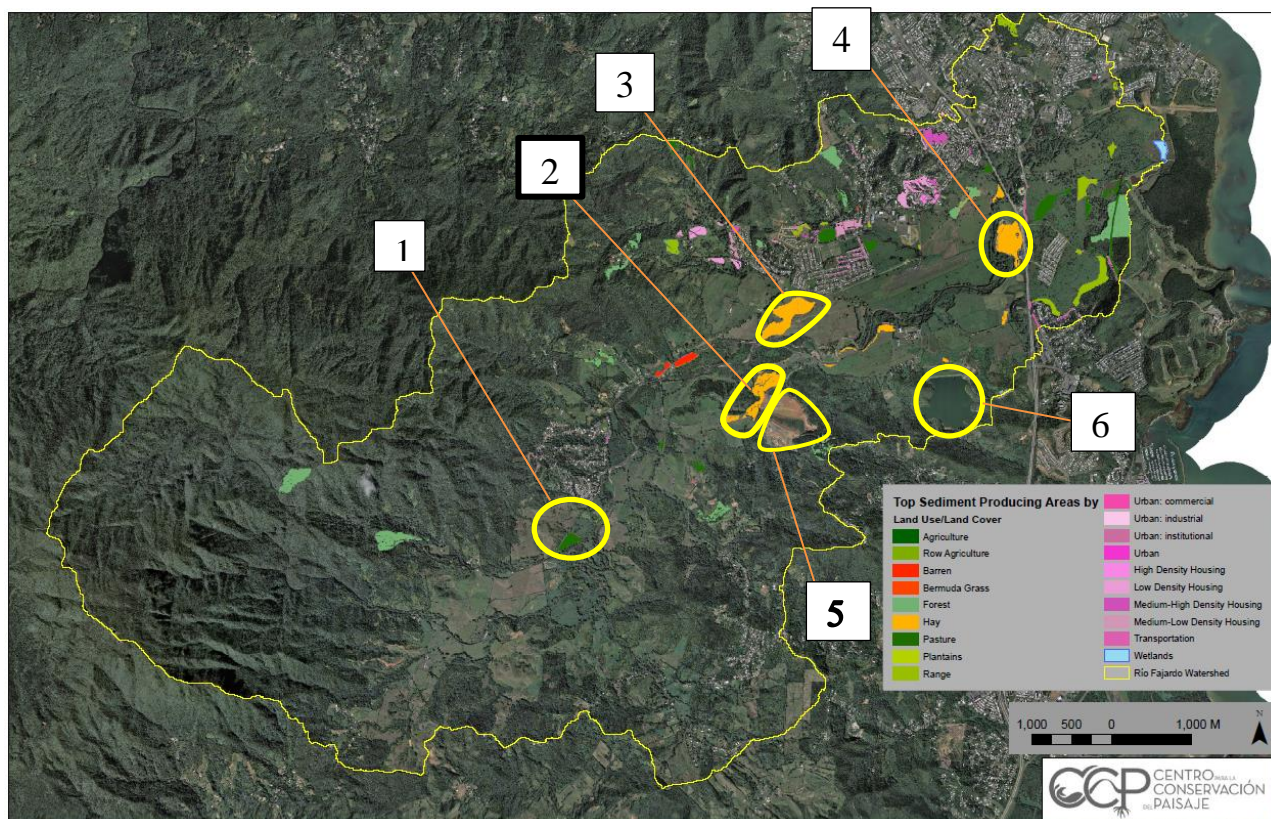 4
3
2
1
6
5
Top Sediment Producing Areas by
Land Use/Land Cover
Agriculture
Row Agriculture
Barren
Bermuda Grass
Forest
Hay
Pasture
Plantains
Range
Urban: commercial
Urban: industrial
Urban: institutional
Urban
High Density Housing
Low Density Housing
Medium-High Density Housing
Medium-Low Density Housing
Transportation
Wetlands
Río Fajardo Watershed
1,000 500 0 1,000 M
N
CCP
CENTRO PARA LA
CONSERVACIÓN
DEL PAISAJE